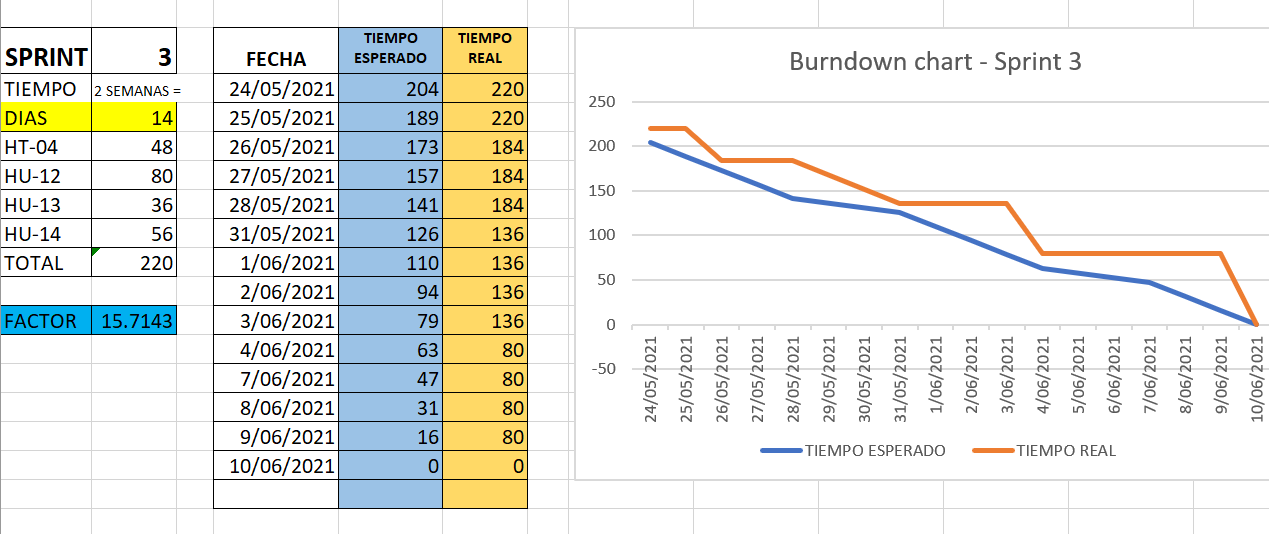 SPRINT 3
TIEMPO 2 SEMANAS =
DIAS 14
HT-04 48
HU-12 80
HU-13 36
HU-14 56
TOTAL 220
FACTOR 15.7143
FECHA TIEMPO ESPERADO TIEMPO REAL
24/05/2021 204 220
25/05/2021 189 220
26/05/2021 173 184
27/05/2021 157 184
28/05/2021 141 184
31/05/2021 126 136
1/06/2021 110 136
2/06/2021 94 136
3/06/2021 79 136
4/06/2021 63 80
7/06/2021 47 80
8/06/2021 31 80
9/06/2021 16 80
10/06/2021 0 0
Burndown chart - Sprint 3
250
200
150
100
50
0
-50
24/05/2021
25/05/2021
26/05/2021
27/05/2021
28/05/2021
29/05/2021
30/05/2021
31/05/2021
1/06/2021
2/06/2021
3/06/2021
4/06/2021
5/06/2021
6/06/2021
7/06/2021
8/06/2021
9/06/2021
10/06/2021
TIEMPO ESPERADO TIEMPO REAL